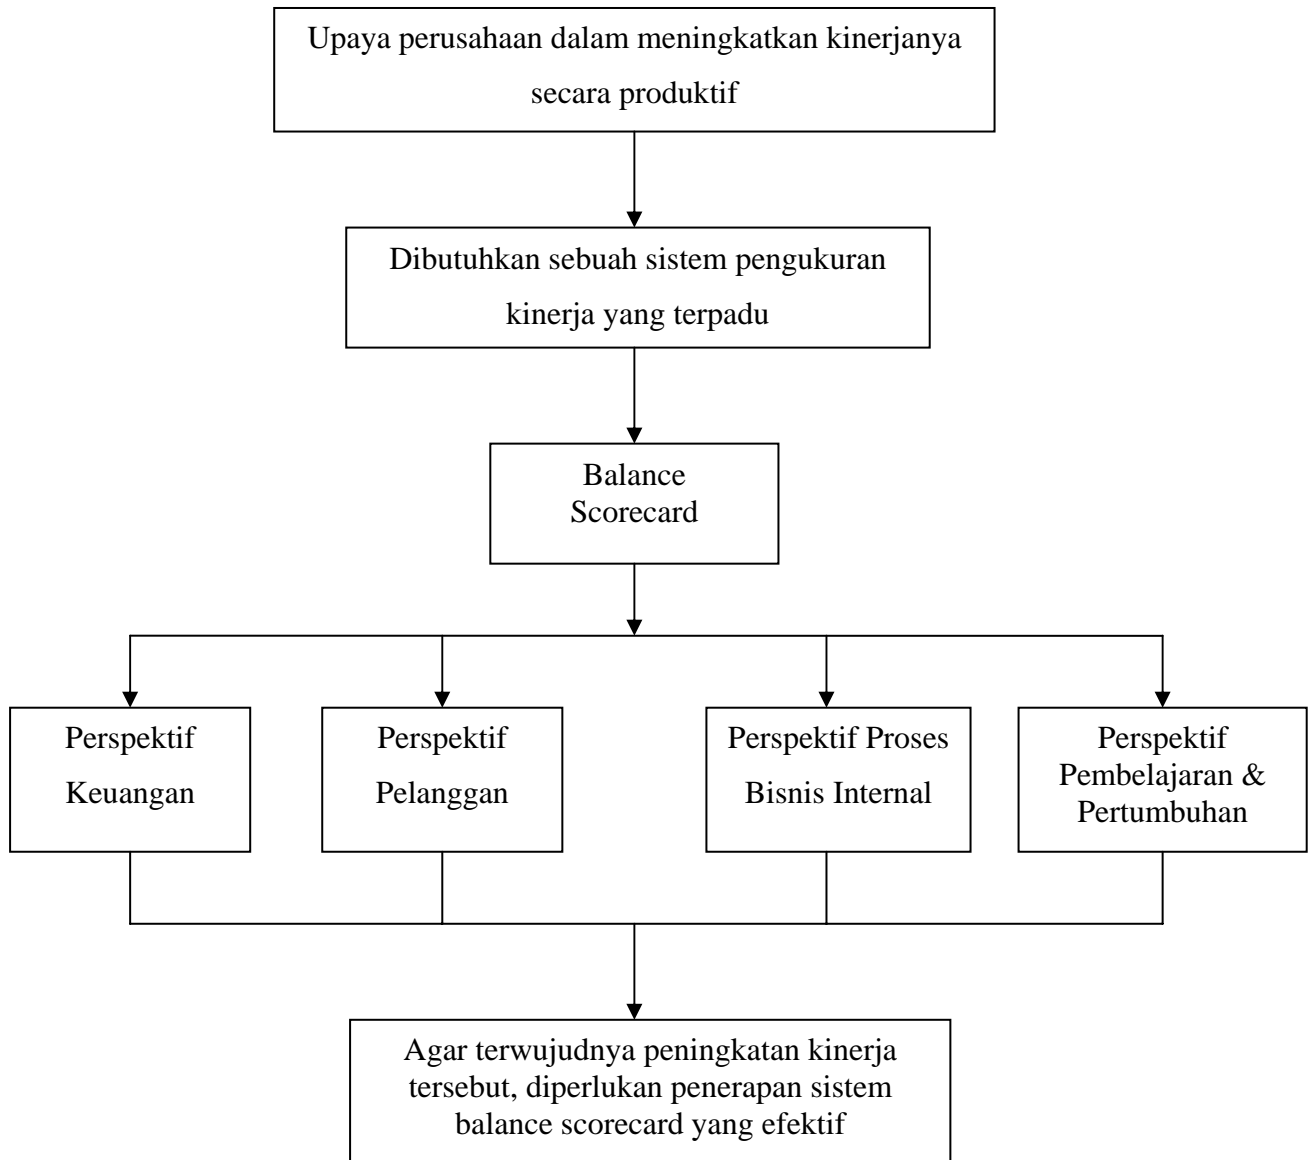 Upaya perusahaan dalam meningkatkan kinerjanya
secara produktif
Dibutuhkan sebuah sistem pengukuran
kinerja yang terpadu
Balance
Scorecard
Perspektif
Keuangan
Perspektif
Pelanggan
Perspektif Proses
Bisnis Internal
Perspektif
Pembelajaran &
Pertumbuhan
Agar terwujudnya peningkatan kinerja
tersebut, diperlukan penerapan sistem
balance scorecard yang efektif